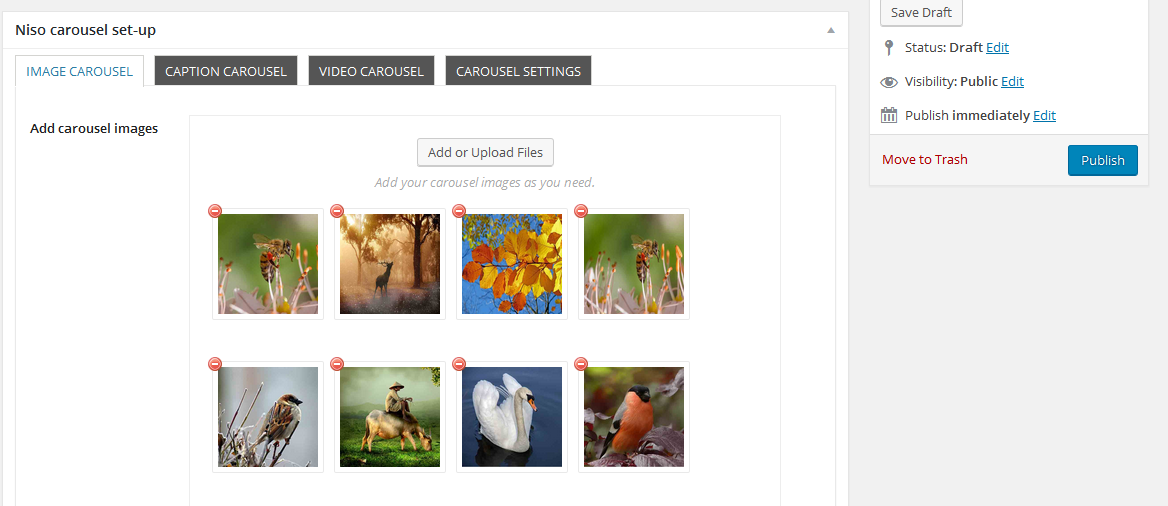 Niso carousel set-up
IMAGE CAROUSEL
CAPTION CAROUSEL
VIDEO CAROUSEL
CAROUSEL SETTINGS
Add carousel images
Add or Upload Files
Add your carousel images as you need.
Save Draft
Status: Draft Edit
Visibility: Public Edit
Publish immediately Edit
Move to Trash
Publish